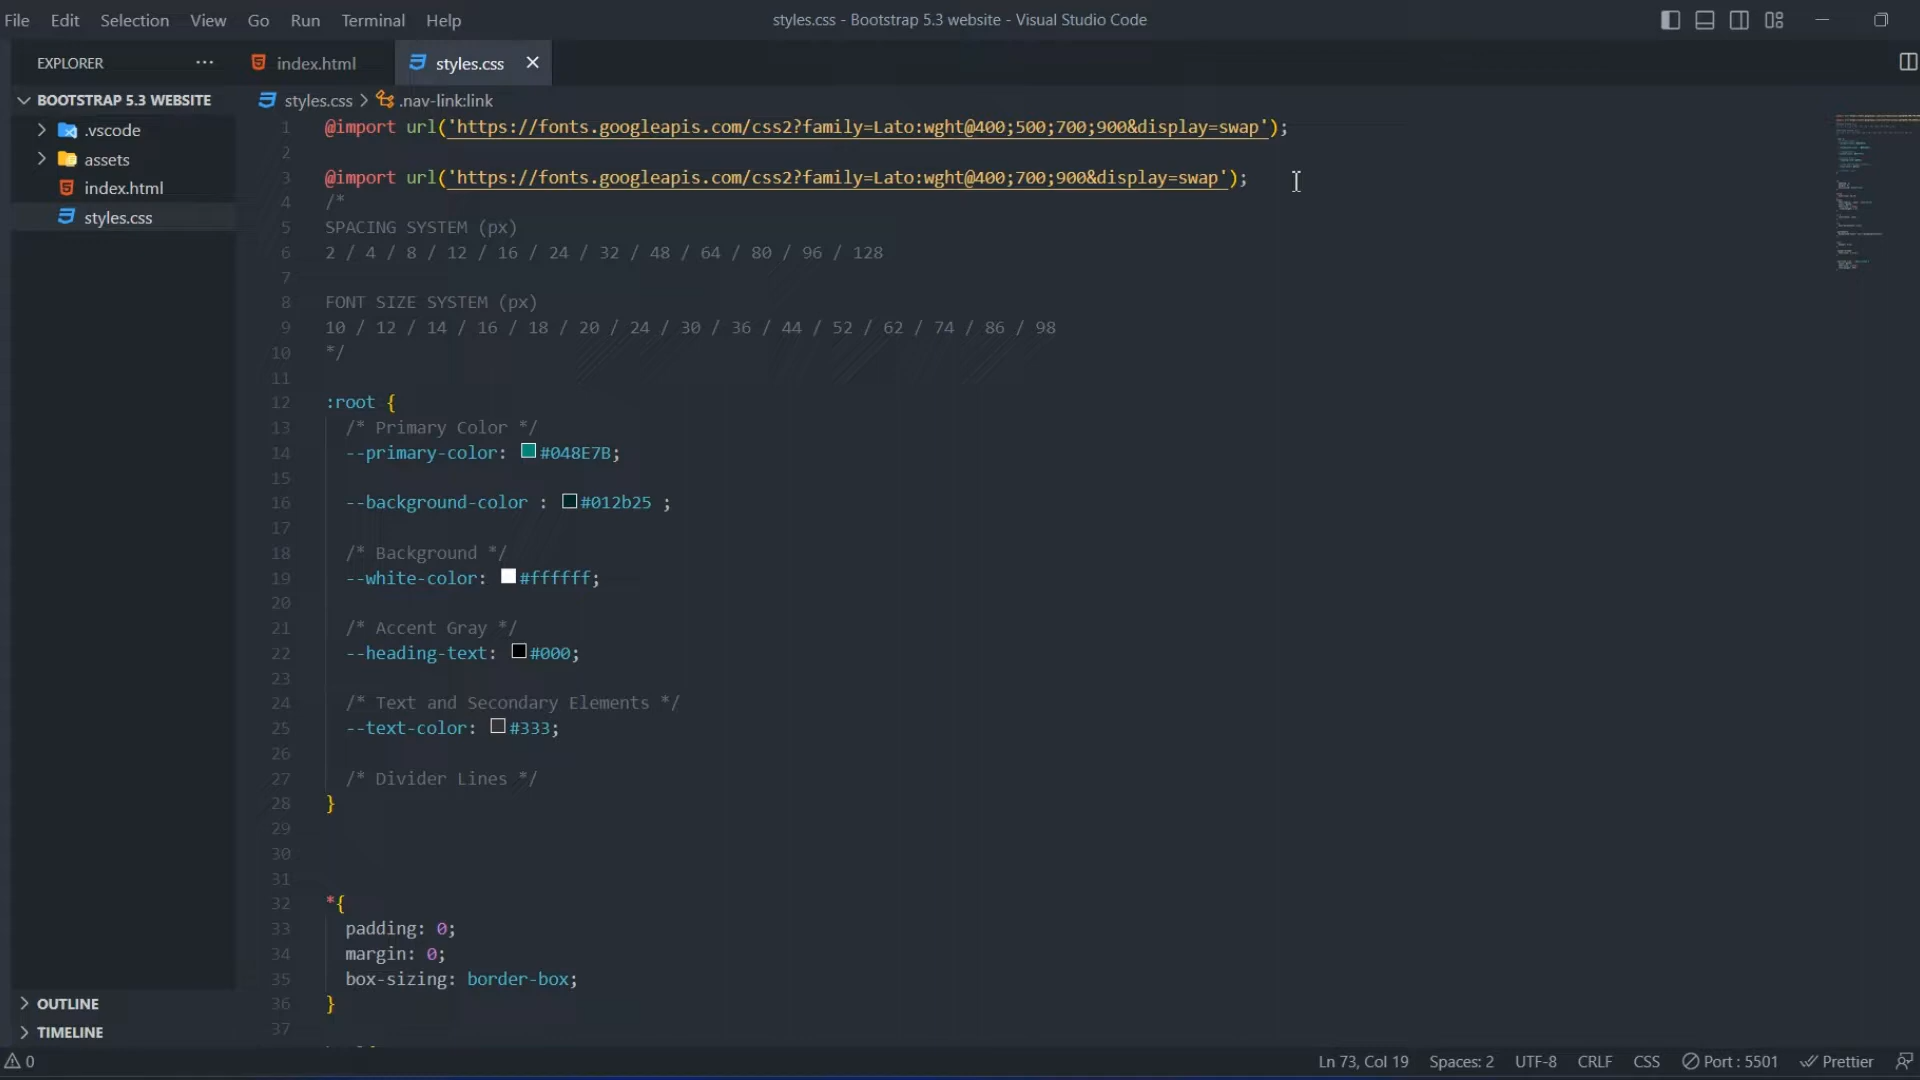 File Edit Selection View Go Run Terminal Help
styles.css - Bootstrap 5.3 website - Visual Studio Code
EXPLORER ···
index.html
styles.css
BOOTSTRAP 5.3 WEBSITE
.vscode
assets
index.html
styles.css
OUTLINE
TIMELINE
styles.css > .nav-link:link
1 @import url('https://fonts.googleapis.com/css2?family=Lato:wght@400;500;700;900&display=swap');
2
3 @import url('https://fonts.googleapis.com/css2?family=Lato:wght@400;700;900&display=swap');
4 /*
5 SPACING SYSTEM (px)
6 2 / 4 / 8 / 12 / 16 / 24 / 32 / 48 / 64 / 80 / 96 / 128
7
8 FONT SIZE SYSTEM (px)
9 10 / 12 / 14 / 16 / 18 / 20 / 24 / 30 / 36 / 44 / 52 / 62 / 74 / 86 / 98
10 */
11
12 :root {
13 /* Primary Color */
14 --primary-color: #048E7B;
15
16 --background-color : #012b25 ;
17
18 /* Background */
19 --white-color: #ffffff;
20
21 /* Accent Gray */
22 --heading-text: #000;
23
24 /* Text and Secondary Elements */
25 --text-color: #333;
26
27 /* Divider Lines */
28 }
29
30
31
32 *{
33 padding: 0;
34 margin: 0;
35 box-sizing: border-box;
36 }
37
0
Ln 73, Col 19 Spaces: 2 UTF-8 CRLF CSS Port : 5501 Prettier